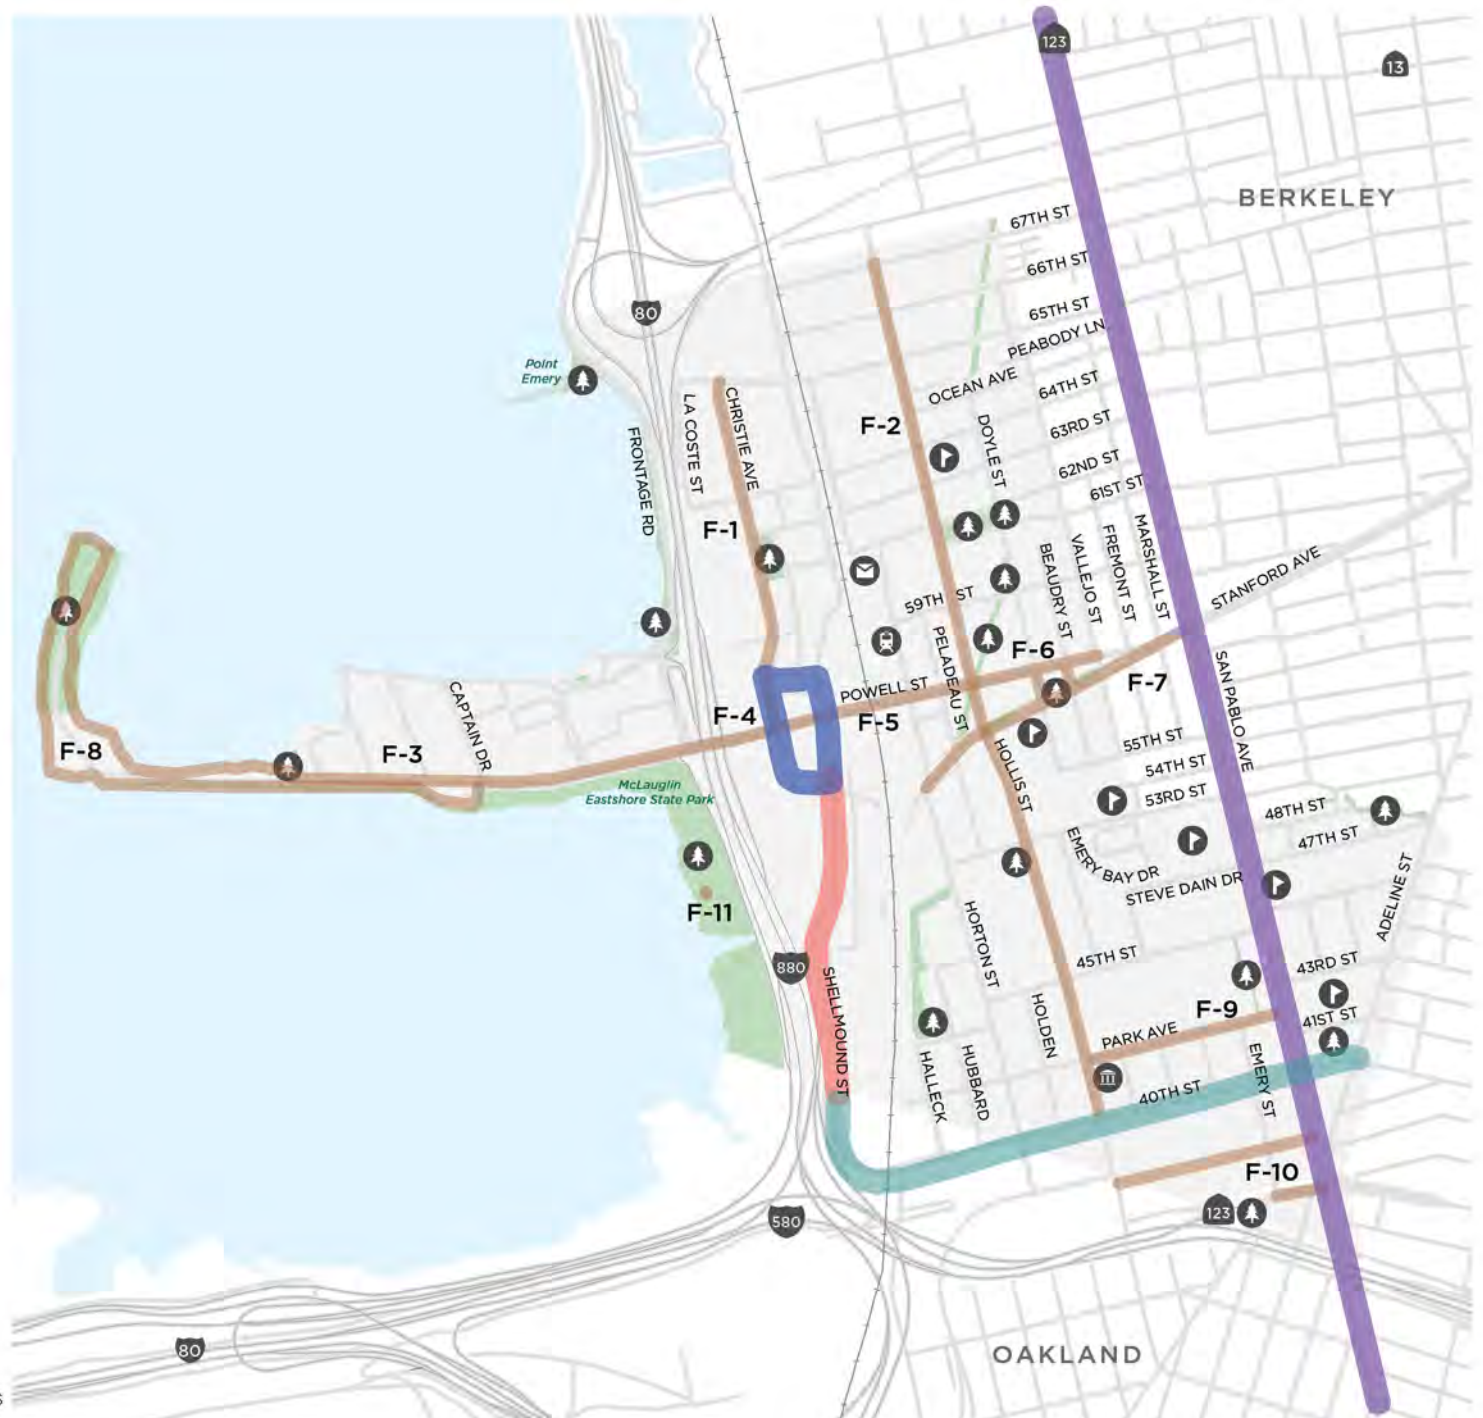 123
13
BERKELEY
67TH ST
66TH ST
80
65TH ST
PEABODY LN
Point
Emery
OCEAN AVE
64TH ST
LA COSTE ST
CHRISTIE AVE
F-2
63RD ST
DOYLE ST
FRONTAGE RD
62ND ST
61ST ST
F-1
MARSHALL ST
FREMONT ST
VALLEJO ST
BEAUDRY ST
STANFORD AVE
59TH ST
PELADEAU ST
F-6
SAN PABLO AVE
CAPTAIN DR
POWELL ST
F-7
F-4
F-5
F-8
F-3
HOLLIS ST
55TH ST
54TH ST
McLaughlin
Eastshore State Park
53RD ST
48TH ST
47TH ST
EMERY BAY DR
STEVE DAIN DR
ADELINE ST
F-11
HORTON ST
45TH ST
43RD ST
880
SHELLMOUND ST
HOLDEN
F-9
41ST ST
PARK AVE
HALLECK
HUBBARD
EMERY ST
40TH ST
F-10
123
580
80
OAKLAND
S